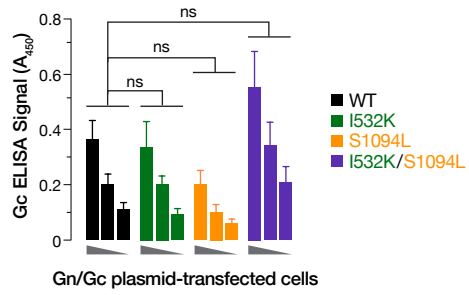 ns
ns
ns
Gc ELISA Signal (A450)
0.8
0.6
0.4
0.2
0
WT
I532K
S1094L
I532K/S1094L
Gn/Gc plasmid-transfected cells